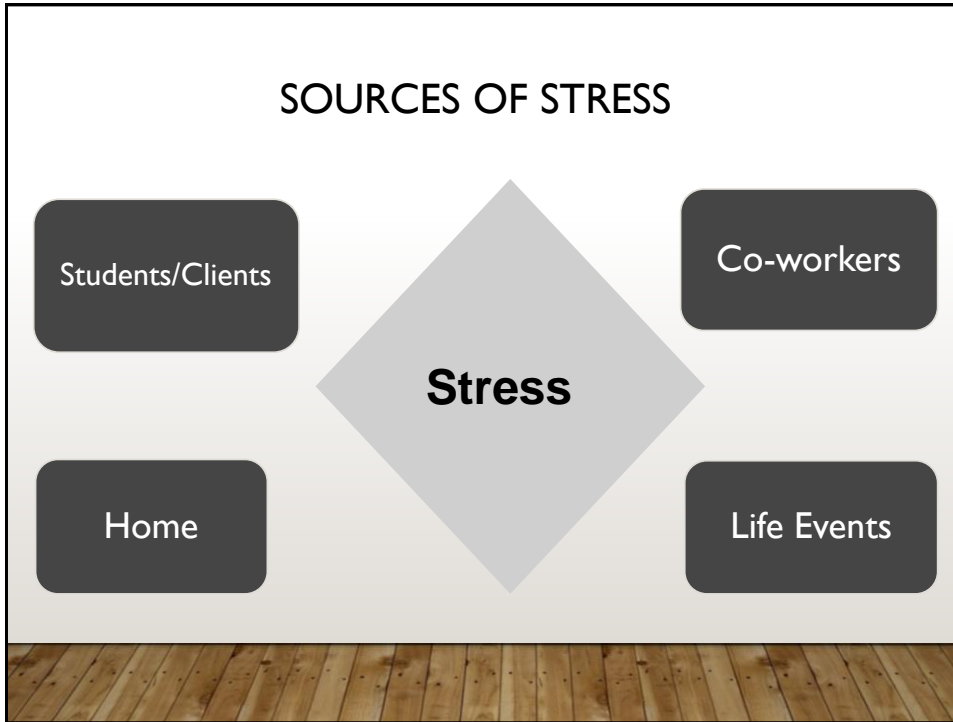 SOURCES OF STRESS
Students/Clients
Co-workers
Stress
Home
Life Events